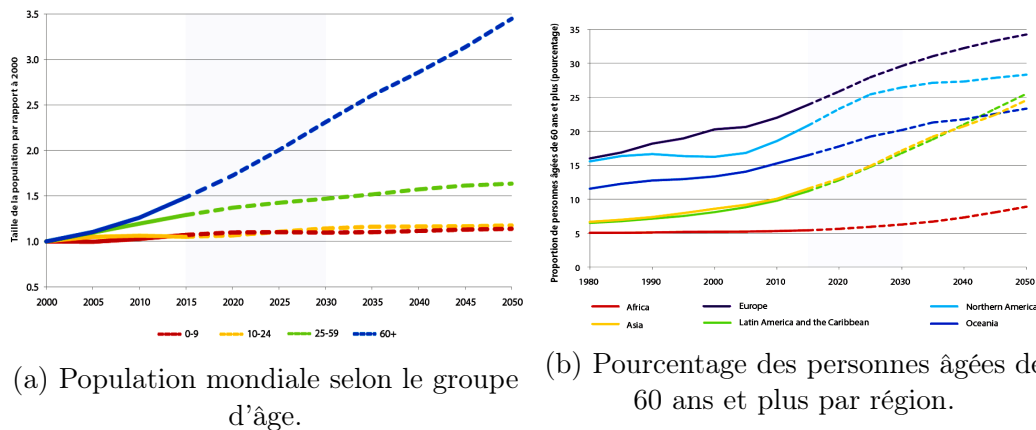 Taille de la population par rapport à 2000
3.5
3.0
2.5
2.0
1.5
1.0
0.5
2000 2005 2010 2015 2020 2025 2030 2035 2040 2045 2050
0-9 10-24 25-59 60+
(a) Population mondiale selon le groupe
d'âge.
Proportion de personnes âgées de 60 ans et plus (pourcentage)
35
30
25
20
15
10
5
0
1980 1990 2000 2010 2020 2030 2040 2050
Africa Europe Northern America
Asia Latin America and the Caribbean Oceania
(b) Pourcentage des personnes âgées de
60 ans et plus par région.